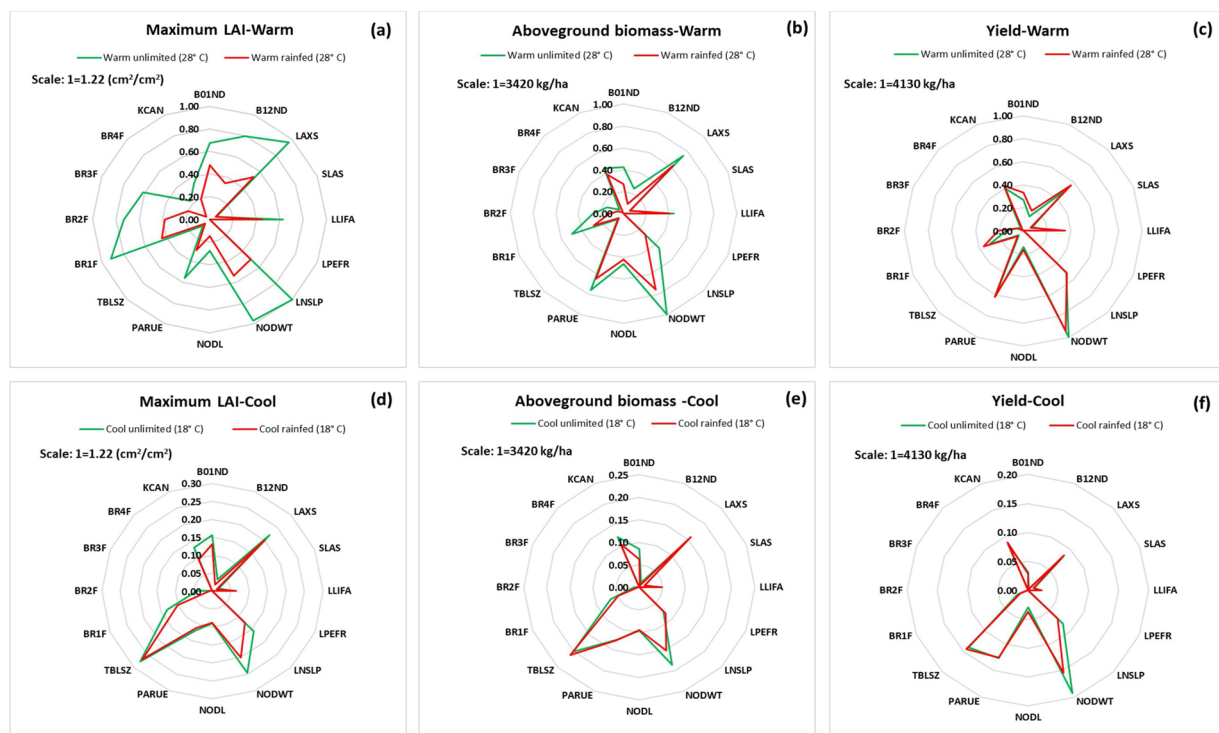 Maximum LAI-Warm
(a)
Warm unlimited (28° C)
Warm rainfed (28° C)
Scale: 1=1.22 (cm²/cm²)
B01ND
B12ND
LAXS
SLAS
LLIFA
LPEFR
LNSLP
NODWT
NODL
PARUE
TBLSZ
BR1F
BR2F
BR3F
BR4F
KCAN
1.00
0.80
0.60
0.40
0.20
0.00
Aboveground biomass-Warm
(b)
Warm unlimited (28° C)
Warm rainfed (28° C)
Scale: 1=3420 kg/ha
B01ND
B12ND
LAXS
SLAS
LLIFA
LPEFR
LNSLP
NODWT
NODL
PARUE
TBLSZ
BR1F
BR2F
BR3F
BR4F
KCAN
1.00
0.80
0.60
0.40
0.20
0.00
Yield-Warm
(c)
Warm unlimited (28° C)
Warm rainfed (28° C)
Scale: 1=4130 kg/ha
B01ND
B12ND
LAXS
SLAS
LLIFA
LPEFR
LNSLP
NODWT
NODL
PARUE
TBLSZ
BR1F
BR2F
BR3F
BR4F
KCAN
1.00
0.80
0.60
0.40
0.20
0.00
Maximum LAI-Cool
(d)
Cool unlimited (18° C)
Cool rainfed (18° C)
Scale: 1=1.22 (cm²/cm²)
B01ND
B12ND
LAXS
SLAS
LLIFA
LPEFR
LNSLP
NODWT
NODL
PARUE
TBLSZ
BR1F
BR2F
BR3F
BR4F
KCAN
0.30
0.25
0.20
0.15
0.10
0.05
0.00
Aboveground biomass -Cool
(e)
Cool unlimited (18° C)
Cool rainfed (18° C)
Scale: 1=3420 kg/ha
B01ND
B12ND
LAXS
SLAS
LLIFA
LPEFR
LNSLP
NODWT
NODL
PARUE
TBLSZ
BR1F
BR2F
BR3F
BR4F
KCAN
0.25
0.20
0.15
0.10
0.05
0.00
Yield-Cool
(f)
Cool unlimited (18° C)
Cool rainfed (18° C)
Scale: 1=4130 kg/ha
B01ND
B12ND
LAXS
SLAS
LLIFA
LPEFR
LNSLP
NODWT
NODL
PARUE
TBLSZ
BR1F
BR2F
BR3F
BR4F
KCAN
0.20
0.15
0.10
0.05
0.00